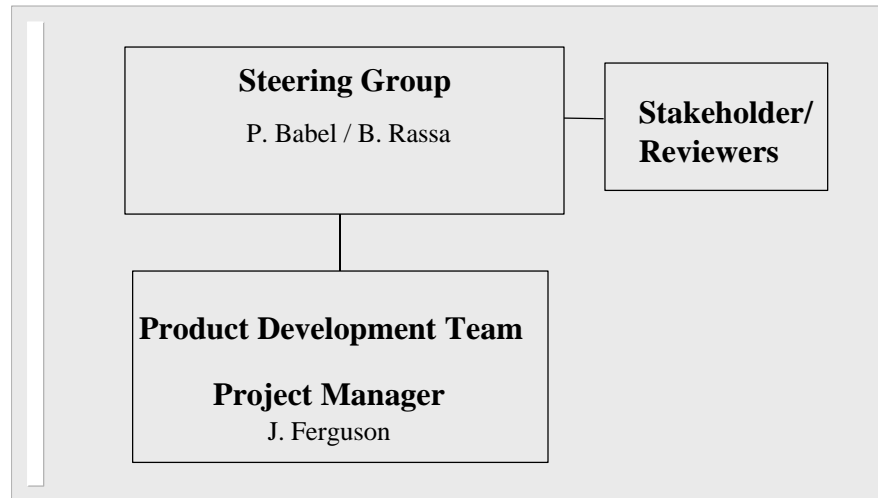 Steering Group
P. Babel / B. Rassa
Stakeholder/
Reviewers
Product Development Team
Project Manager
J. Ferguson